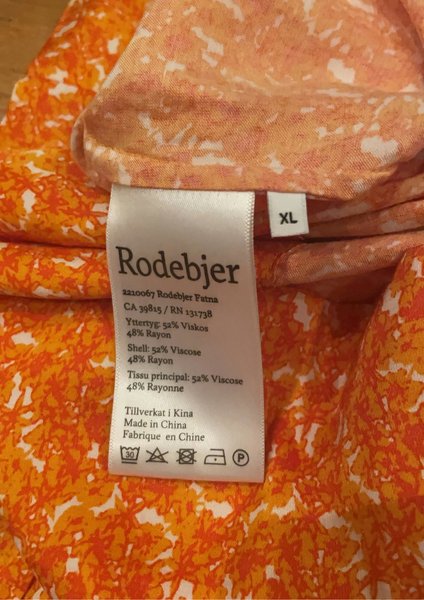 Rodebjer
2210067 Rodebjer Fatna
CA 39815 / RN 131738
Yttertyg: 52% Viskos
48% Rayon
Shell: 52% Viscose
48% Rayon
Tissu principal: 52% Viscose
48% Rayonne
Tillverkat i Kina
Made in China
Fabrique en Chine
30 P
XL